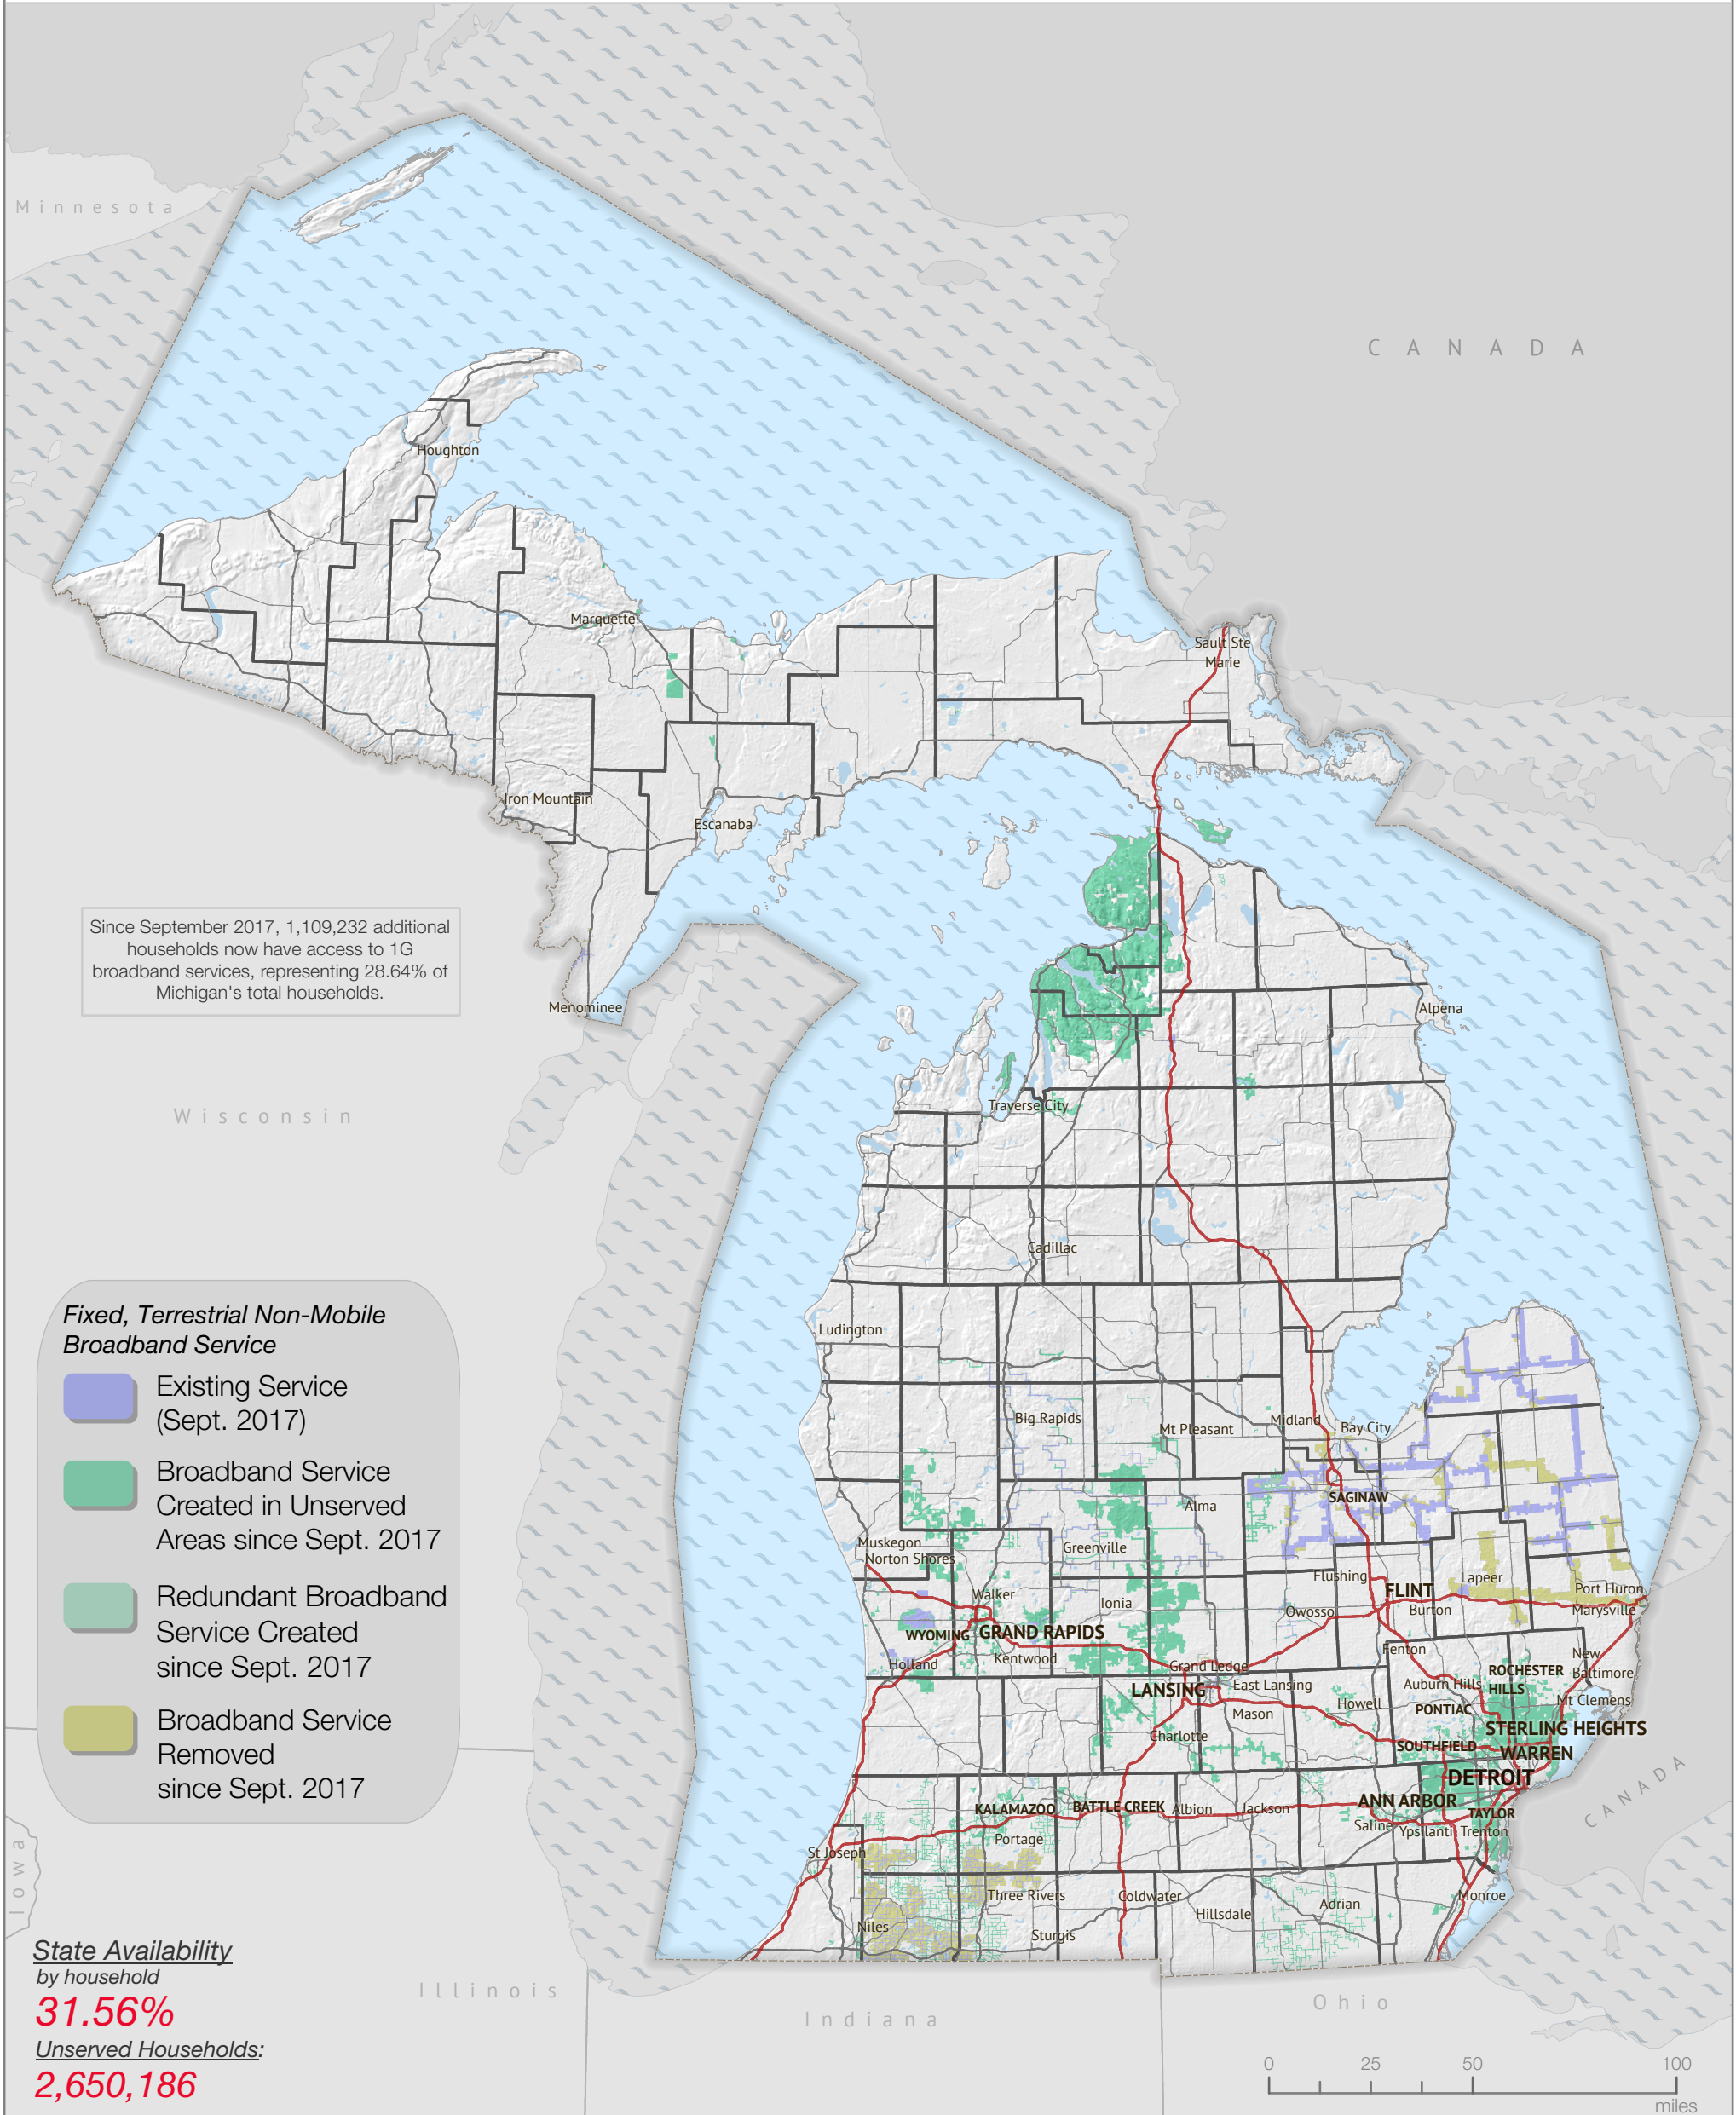 Minnesota
CANADA
Houghton
Marquette
Sault Ste
Marie
Iron Mountain
Escanaba
Since September 2017, 1,109,232 additional
households now have access to 1G
broadband services, representing 28.64% of
Michigan's total households.
Menominee
Alpena
Wisconsin
Traverse City
Cadillac
Ludington
Fixed, Terrestrial Non-Mobile
Broadband Service
Existing Service
(Sept. 2017)
Broadband Service
Created in Unserved
Areas since Sept. 2017
Redundant Broadband
Service Created
since Sept. 2017
Broadband Service
Removed
since Sept. 2017
Big Rapids
Mt Pleasant
Midland
Bay City
SAGINAW
Alma
Muskegon
Norton Shores
Greenville
Flushing
FLINT
Lapeer
Port Huron
Walker
Ionia
Owosso
Burton
Marysville
WYOMING
GRAND RAPIDS
Holland
Kentwood
Grand Ledge
Fenton
New
Baltimore
ROCHESTER
HILLS
LANSING
East Lansing
Auburn Hills
Mt Clemens
Howell
PONTIAC
Mason
STERLING HEIGHTS
Charlotte
SOUTHFIELD
WARREN
DETROIT
CANADA
KALAMAZOO
BATTLE CREEK
Albion
Jackson
ANN ARBOR
TAYLOR
Portage
Saline
Ypsilanti
Trenton
St Joseph
Three Rivers
Coldwater
Hillsdale
Adrian
Monroe
Niles
Sturgis
Iowa
State Availability
by household
31.56%
Unserved Households:
2,650,186
Illinois
Indiana
Ohio
0 25 50 100
miles